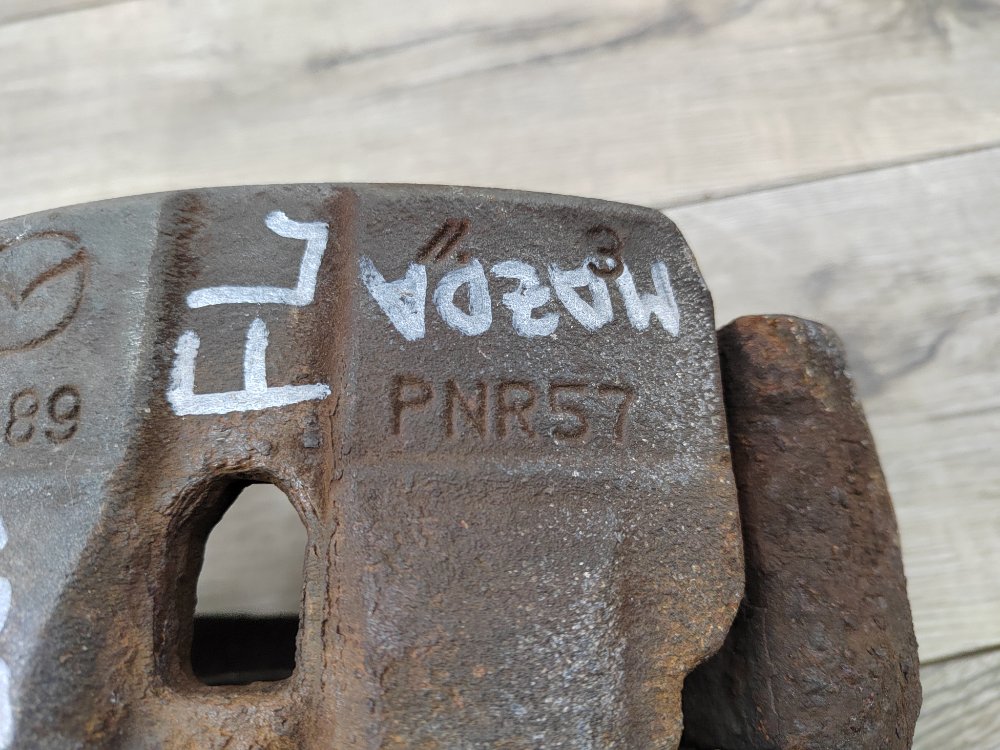 FL
// 3
MAZDA
89
PNR57